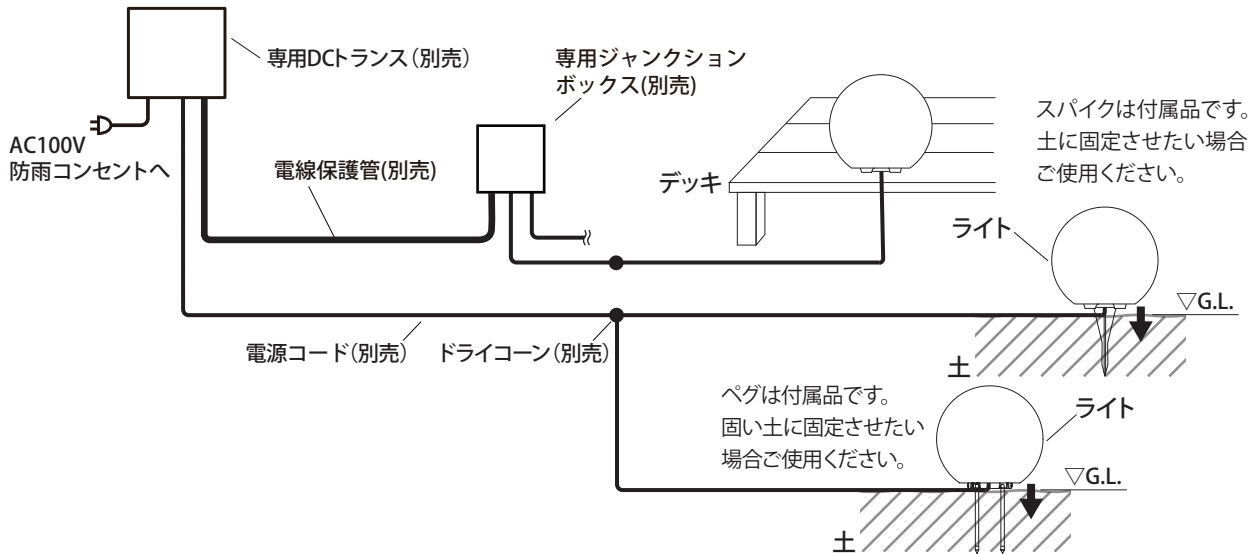 専用DCトランス（別売）
専用ジャンクション
ボックス(別売)
AC100V
防雨コンセントへ
電線保護管(別売)
デッキ
スパイクは付属品です。
土に固定させたい場合
ご使用ください。
ライト
▽G.L.
電源コード（別売）
ドライコーン（別売）
土
ペグは付属品です。
固い土に固定させたい
場合ご使用ください。
ライト
▽G.L.
土